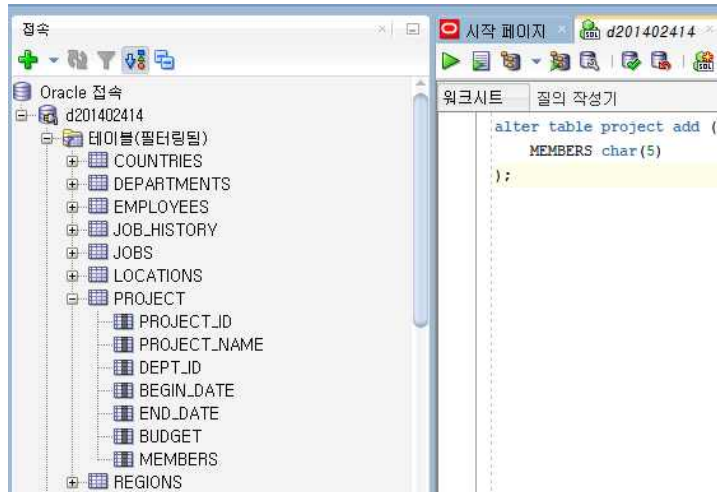 접속
Oracle 접속
d201402414
테이블(필터링됨)
COUNTRIES
DEPARTMENTS
EMPLOYEES
JOB_HISTORY
JOBS
LOCATIONS
PROJECT
PROJECT_ID
PROJECT_NAME
DEPT_ID
BEGIN_DATE
END_DATE
BUDGET
MEMBERS
REGIONS
시작 페이지
d201402414
워크시트 질의 작성기
alter table project add (
MEMBERS char(5)
);